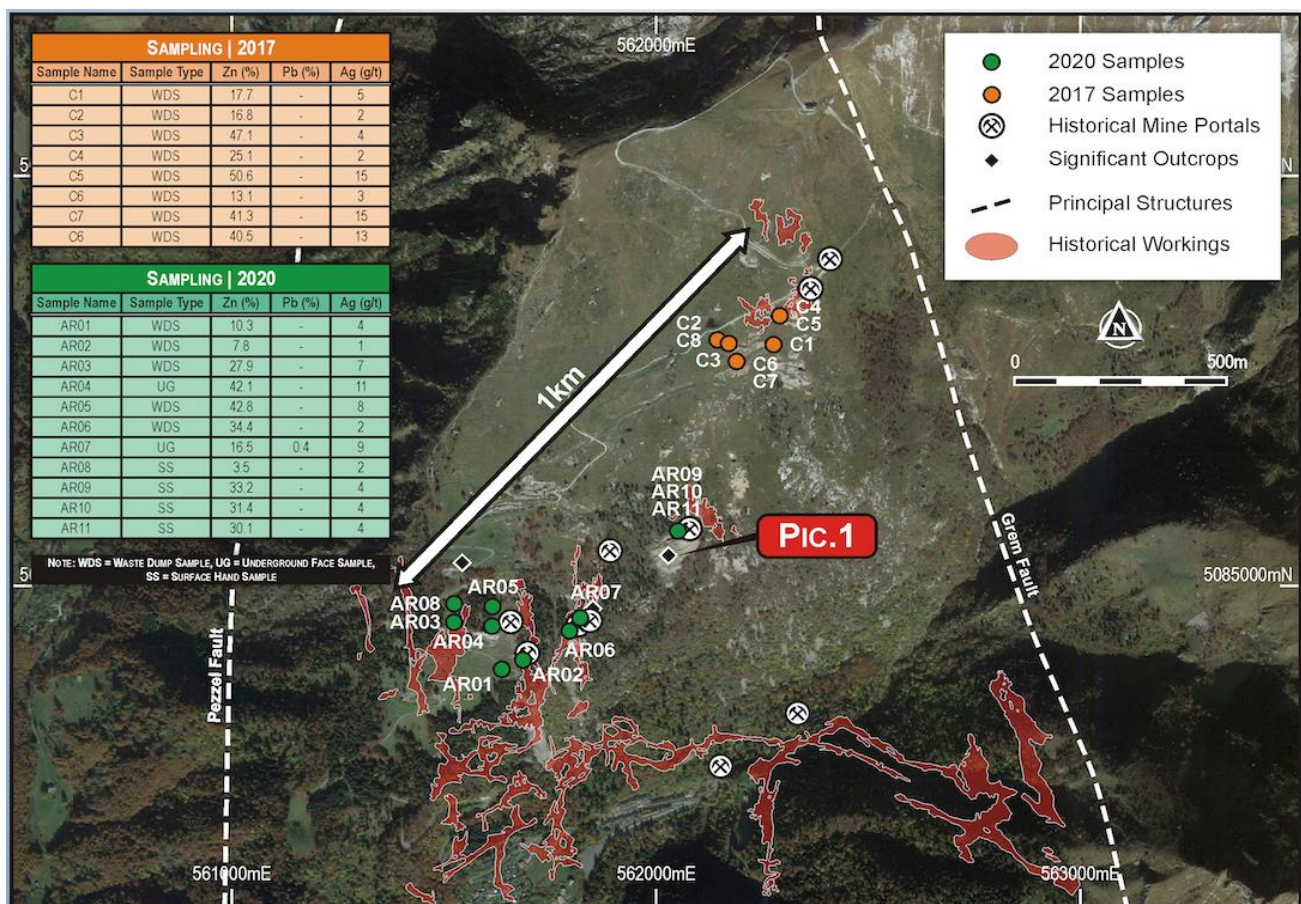 SAMPLING | 2017
Sample Name Sample Type Zn (%) Pb (%) Ag (g/t)
C1 WDS 17.7 - 5
C2 WDS 16.8 - 2
C3 WDS 47.1 - 4
C4 WDS 25.1 - 2
C5 WDS 50.6 - 15
C6 WDS 13.1 - 3
C7 WDS 41.3 - 15
C6 WDS 40.5 - 13
SAMPLING | 2020
Sample Name Sample Type Zn (%) Pb (%) Ag (g/t)
AR01 WDS 10.3 - 4
AR02 WDS 7.8 - 1
AR03 WDS 27.9 - 7
AR04 UG 42.1 - 11
AR05 WDS 42.8 - 8
AR06 WDS 34.4 - 2
AR07 UG 16.5 0.4 9
AR08 SS 3.5 - 2
AR09 SS 33.2 - 4
AR10 SS 31.4 - 4
AR11 SS 30.1 - 4
NOTE: WDS = WASTE DUMP SAMPLE, UG = UNDERGROUND FACE SAMPLE,
SS = SURFACE HAND SAMPLE
562000mE
2020 Samples
2017 Samples
Historical Mine Portals
Significant Outcrops
Principal Structures
Historical Workings
N
0 500m
C4
C5
C2
C8
C1
C3
C6
C7
1km
AR09
AR10
AR11
PIC.1
Grem Fault
5085000mN
AR05
AR07
AR08
AR03
AR04
AR06
AR02
AR01
Pezzel Fault
561000mE
562000mE
563000mE